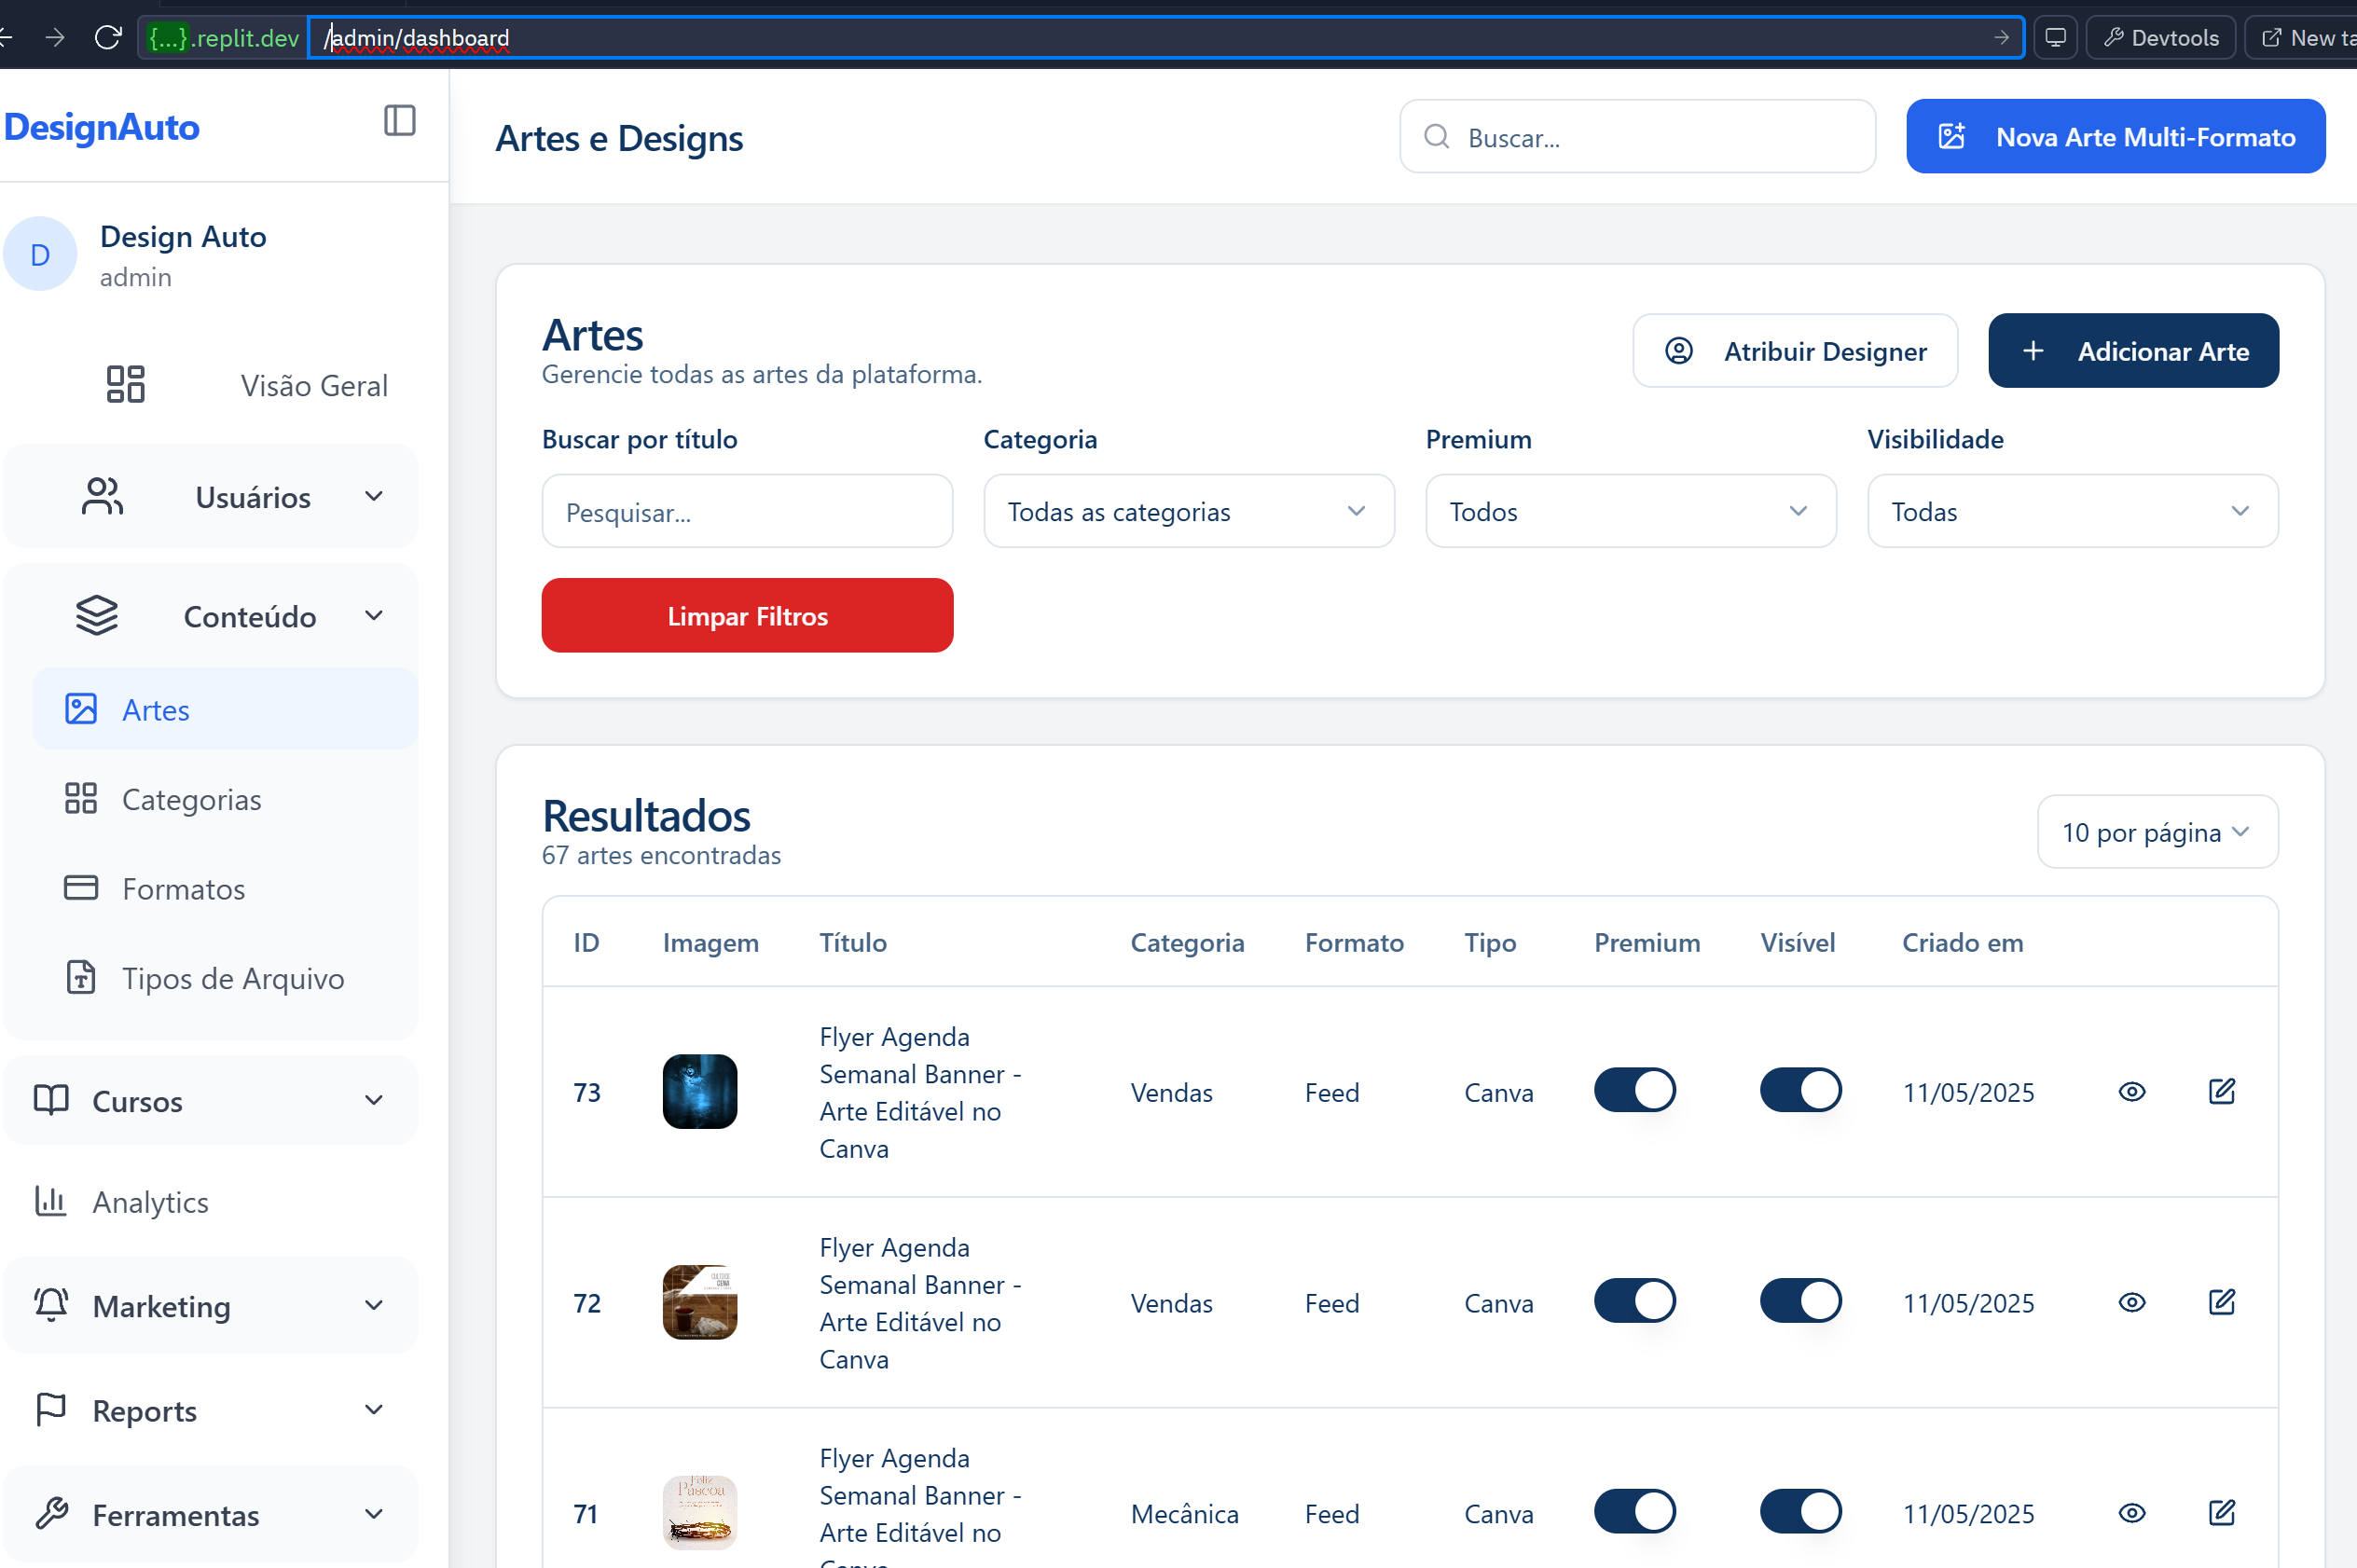 {...}.replit.dev /admin/dashboard
Devtools
New ta
DesignAuto
D
Design Auto
admin
Visão Geral
Usuários
Conteúdo
Artes
Categorias
Formatos
Tipos de Arquivo
Cursos
Analytics
Marketing
Reports
Ferramentas
Artes e Designs
Buscar...
Nova Arte Multi-Formato
Artes
Gerencie todas as artes da plataforma.
Atribuir Designer
Adicionar Arte
Buscar por título
Categoria
Premium
Visibilidade
Pesquisar...
Todas as categorias
Todos
Todas
Limpar Filtros
Resultados
67 artes encontradas
10 por página
ID Imagem Título Categoria Formato Tipo Premium Visível Criado em
73
Flyer Agenda
Semanal Banner -
Arte Editável no
Canva
Vendas Feed Canva 11/05/2025
72
Flyer Agenda
Semanal Banner -
Arte Editável no
Canva
Vendas Feed Canva 11/05/2025
71
Feliz
Páscoa
Flyer Agenda
Semanal Banner -
Arte Editável no
Canva
Mecânica Feed Canva 11/05/2025